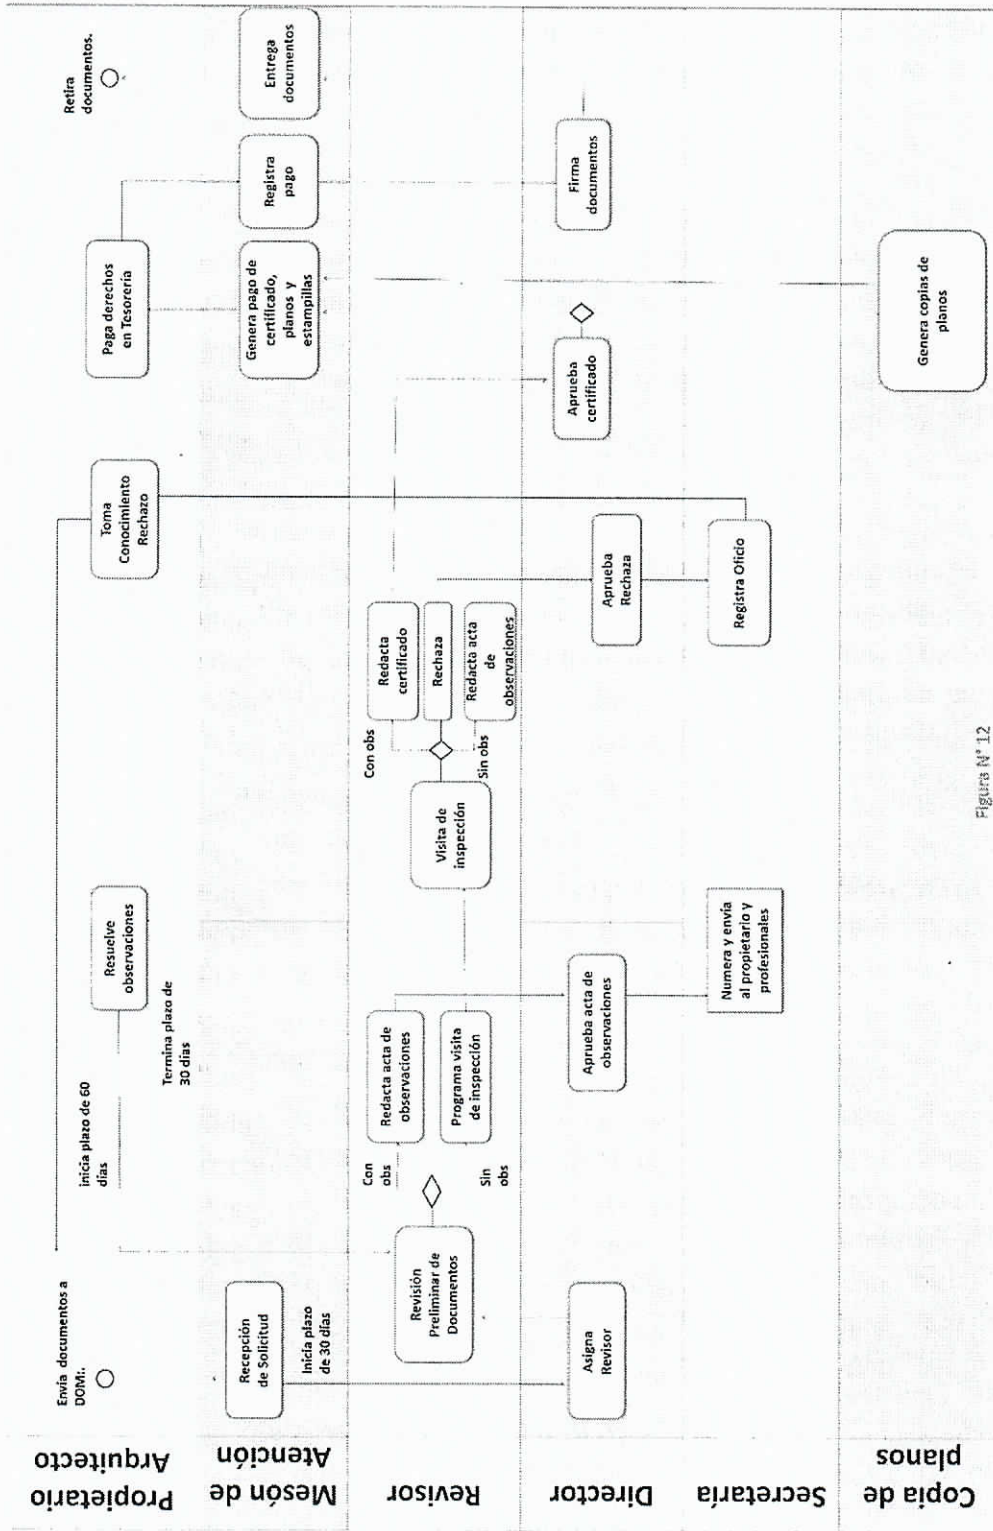 Propietario
Arquitecto
Envia documentos a
DOM:.
inicia plazo de 60
días
Resuelve
observaciones
Termina plazo de
30 días
Toma
Conocimiento
Rechazo
Paga derechos
en Tesorería
Retira
documentos.
Mesón de
Atención
Recepción
de Solicitud
Inicia plazo
de 30 días
Genera pago de
certificado,
planos y
estampillas
Registra
pago
Entrega
documentos
Revisor
Revisión
Preliminar de
Documentos
Con
obs
Sin
obs
Redacta acta de
observaciones
Programa visita
de inspección
Visita de
inspección
Con obs
Sin obs
Redacta
certificado
Rechaza
Redacta acta
de
observaciones
Director
Asigna
Revisor
Aprueba acta de
observaciones
Aprueba
Rechaza
Aprueba
certificado
Firma
documentos
Secretaría
Numera y envía
al propietario y
profesionales
Registra Oficio
Copia de
planos
Genera copias de
planos
Figura N° 12